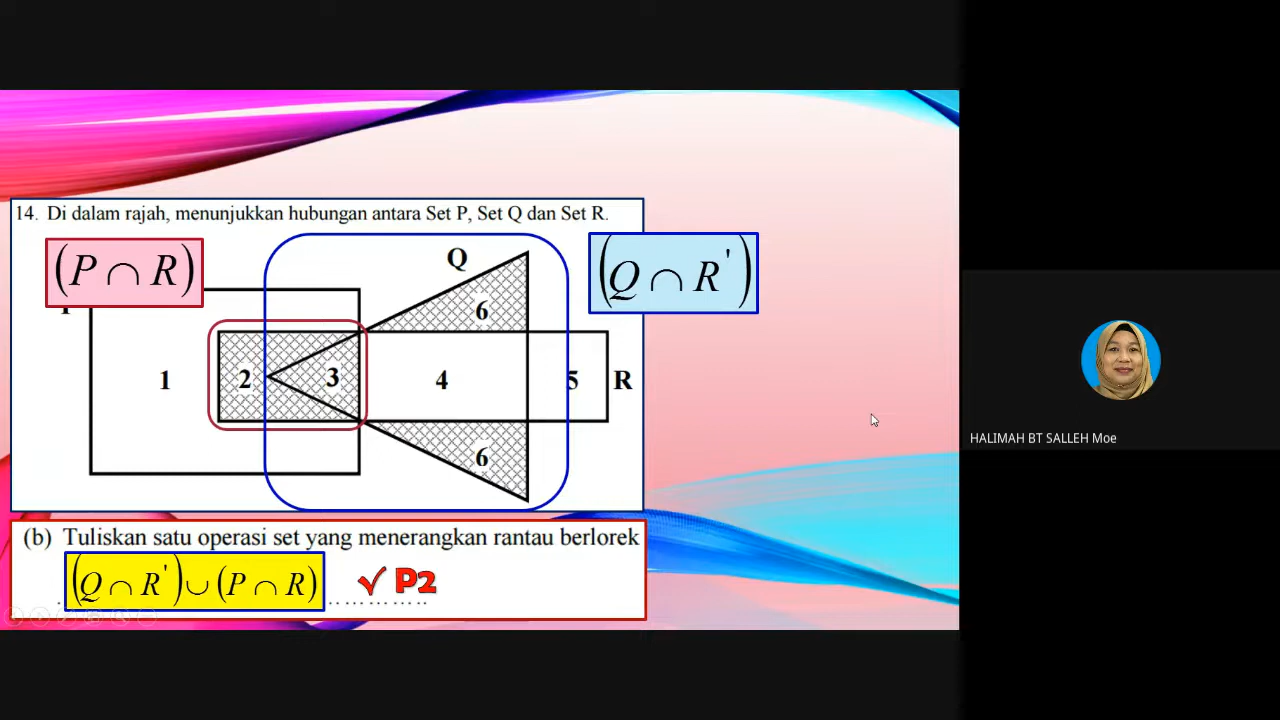 14. Di dalam rajah, menunjukkan hubungan antara Set P, Set Q dan Set R.
(P ∩ R)
Q
(Q ∩ R')
6
1
2
3
4
5
R
6
(b) Tuliskan satu operasi set yang menerangkan rantau berlorek
(Q ∩ R') ∪ (P ∩ R) √ P2
HALIMAH BT SALLEH Moe